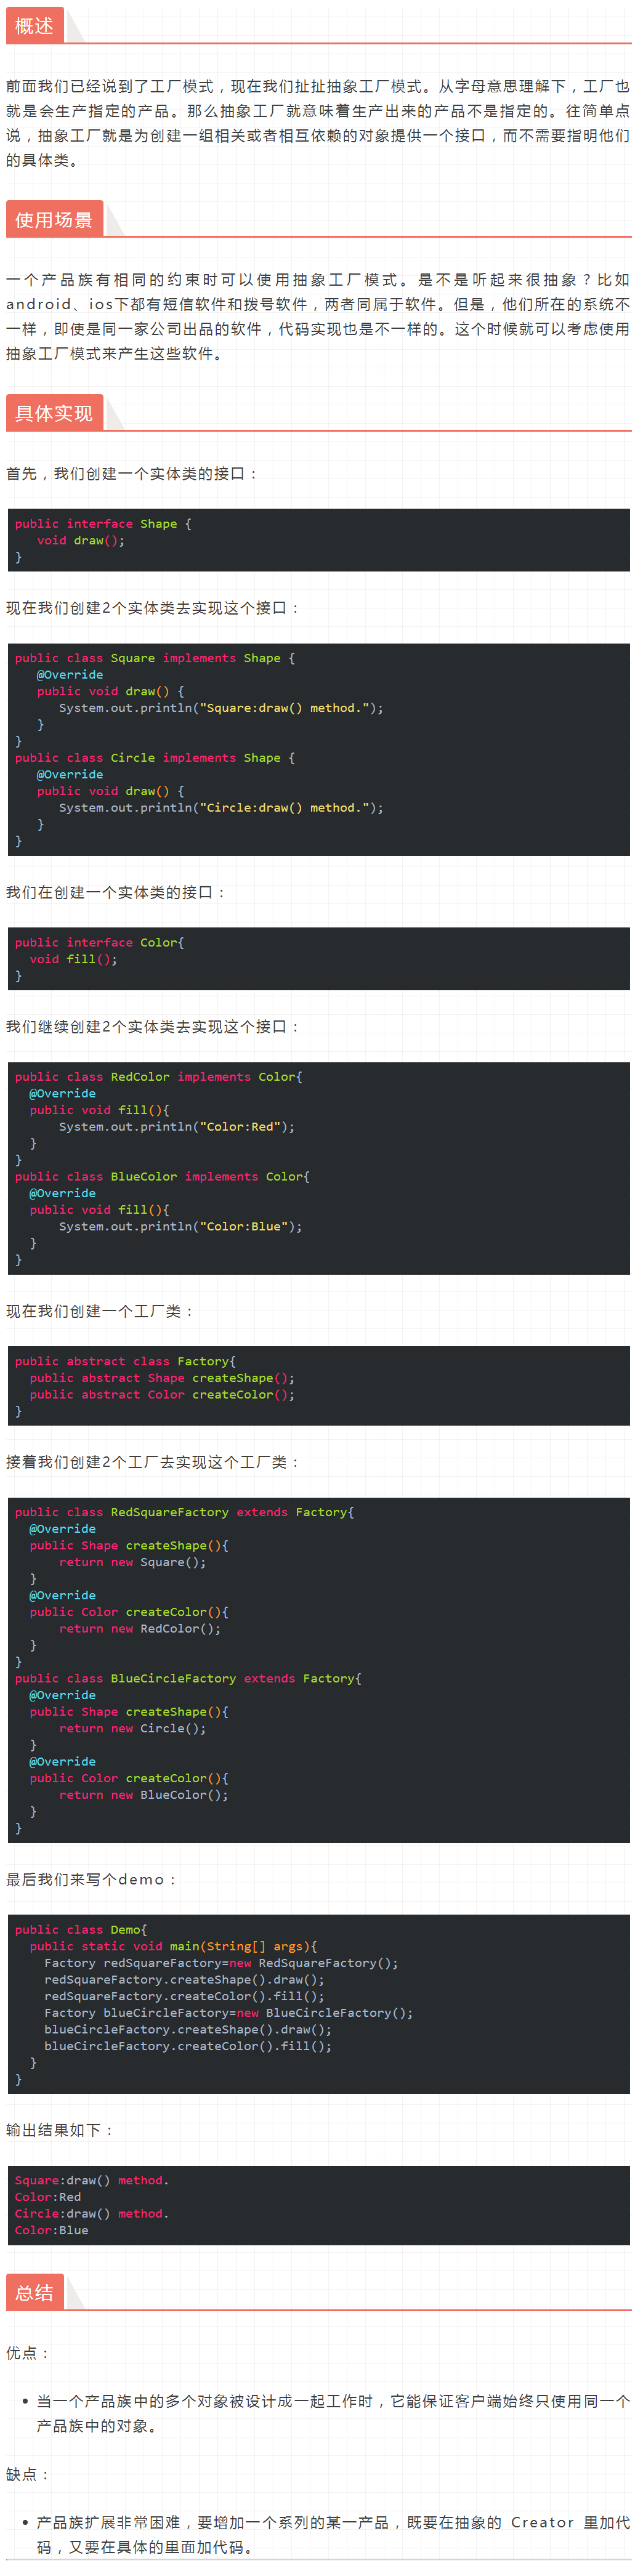 概述
前面我们已经说到了工厂模式，现在我们扯扯抽象工厂模式。从字母意思理解下，工厂也
就是会生产指定的产品。那么抽象工厂就意味着生产出来的产品不是指定的。往简单点
说，抽象工厂就是为创建一组相关或者相互依赖的对象提供一个接口，而不需要指明他们
的具体类。
使用场景
一个产品族有相同的约束时可以使用抽象工厂模式。是不是听起来很抽象？比如
android、ios下都有短信软件和拨号软件，两者同属于软件。但是，他们所在的系统不
一样，即使是同一家公司出品的软件，代码实现也是不一样的。这个时候就可以考虑使用
抽象工厂模式来产生这些软件。
具体实现
首先，我们创建一个实体类的接口：
public interface Shape {
   void draw();
}
现在我们创建2个实体类去实现这个接口：
public class Square implements Shape {
   @Override
   public void draw() {
      System.out.println("Square:draw() method.");
   }
}
public class Circle implements Shape {
   @Override
   public void draw() {
      System.out.println("Circle:draw() method.");
   }
}
我们在创建一个实体类的接口：
public interface Color{
  void fill();
}
我们继续创建2个实体类去实现这个接口：
public class RedColor implements Color{
  @Override
  public void fill(){
      System.out.println("Color:Red");
  }
}
public class BlueColor implements Color{
  @Override
  public void fill(){
      System.out.println("Color:Blue");
  }
}
现在我们创建一个工厂类：
public abstract class Factory{
  public abstract Shape createShape();
  public abstract Color createColor();
}
接着我们创建2个工厂去实现这个工厂类：
public class RedSquareFactory extends Factory{
  @Override
  public Shape createShape(){
      return new Square();
  }
  @Override
  public Color createColor(){
      return new RedColor();
  }
}
public class BlueCircleFactory extends Factory{
  @Override
  public Shape createShape(){
      return new Circle();
  }
  @Override
  public Color createColor(){
      return new BlueColor();
  }
}
最后我们来写个demo：
public class Demo{
  public static void main(String[] args){
    Factory redSquareFactory=new RedSquareFactory();
    redSquareFactory.createShape().draw();
    redSquareFactory.createColor().fill();
    Factory blueCircleFactory=new BlueCircleFactory();
    blueCircleFactory.createShape().draw();
    blueCircleFactory.createColor().fill();
  }
}
输出结果如下：
Square:draw() method.
Color:Red
Circle:draw() method.
Color:Blue
总结
优点：
• 当一个产品族中的多个对象被设计成一起工作时，它能保证客户端始终只使用同一个
产品族中的对象。
缺点：
• 产品族扩展非常困难，要增加一个系列的某一产品，既要在抽象的 Creator 里加代
码，又要在具体的里面加代码。